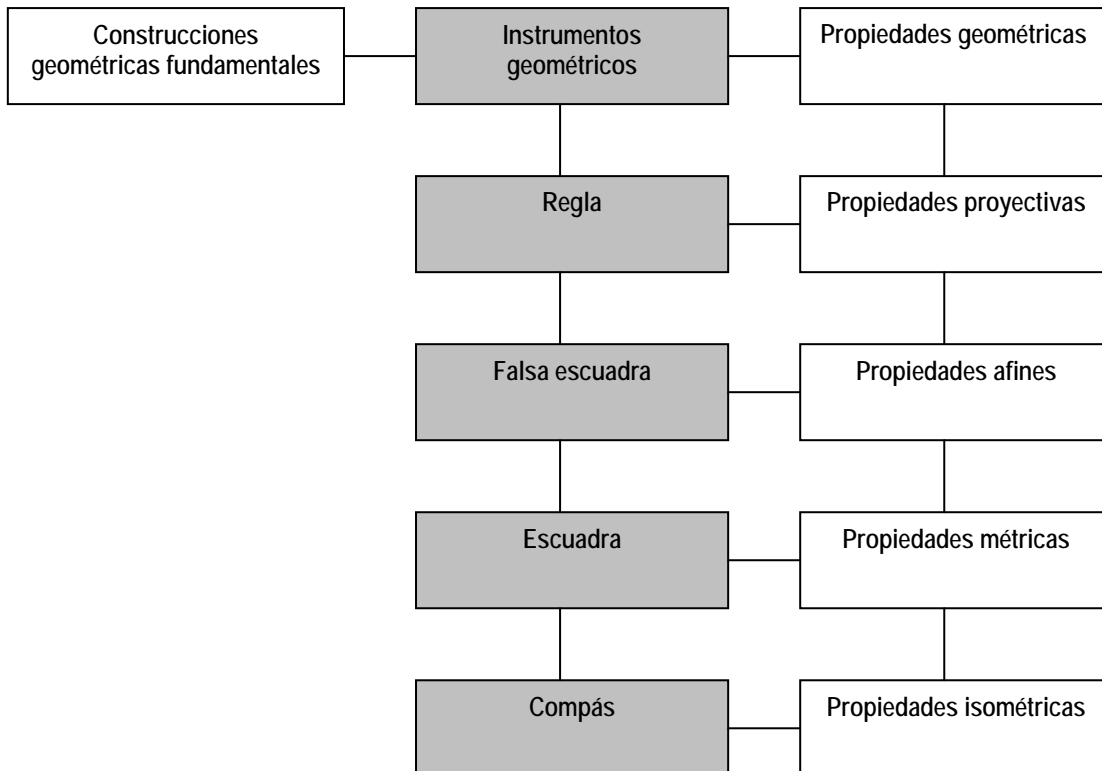 Construcciones
geométricas fundamentales
Instrumentos
geométricos
Propiedades geométricas
Regla
Propiedades proyectivas
Falsa escuadra
Propiedades afines
Escuadra
Propiedades métricas
Compás
Propiedades isométricas